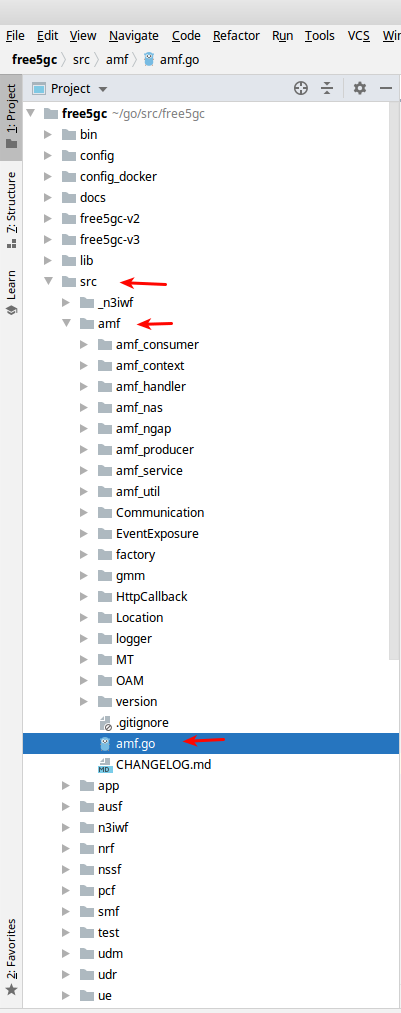 File Edit View Navigate Code Refactor Run Tools VCS Win
free5gc src amf amf.go
1: Project
7: Structure
Learn
2: Favorites
Project
free5gc ~/go/src/free5gc
bin
config
config_docker
docs
free5gc-v2
free5gc-v3
lib
src
_n3iwf
amf
amf_consumer
amf_context
amf_handler
amf_nas
amf_ngap
amf_producer
amf_service
amf_util
Communication
EventExposure
factory
gmm
HttpCallback
Location
logger
MT
OAM
version
.gitignore
amf.go
MD CHANGELOG.md
app
ausf
n3iwf
nrf
nssf
pcf
smf
test
udm
udr
ue